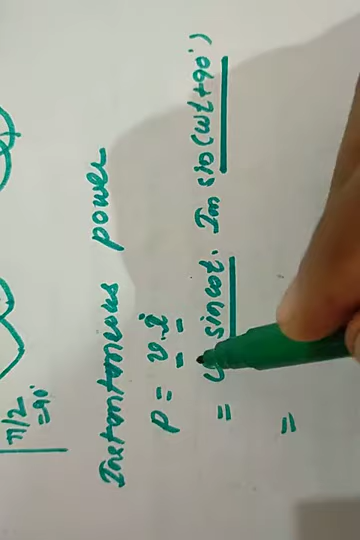 π/2
=90°
Instantaneous power
p = v.i
= sinωt. Im sin(ωt+90°)
=